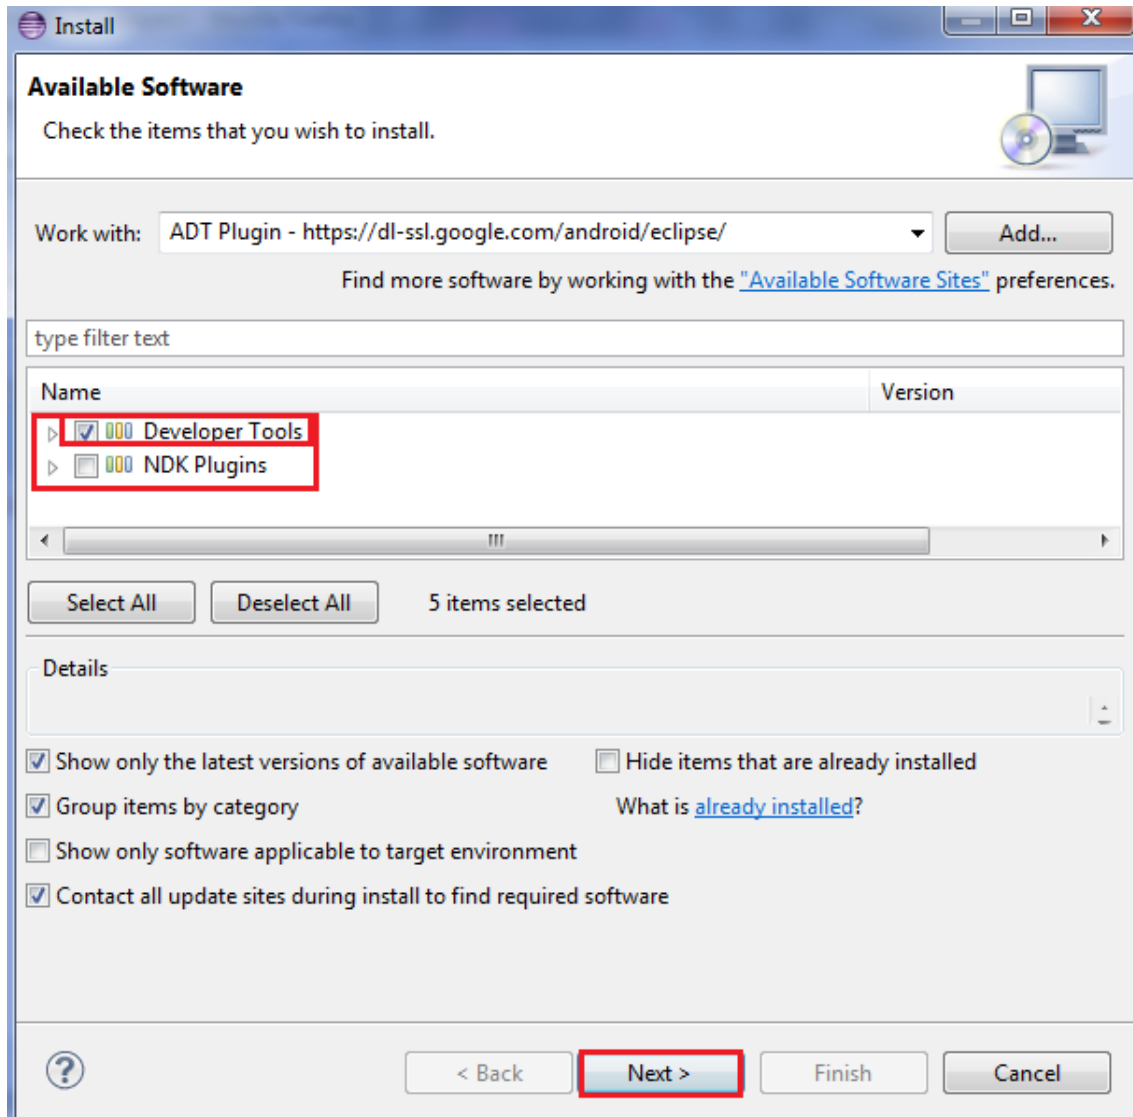 Install
Available Software
Check the items that you wish to install.
Work with: ADT Plugin - https://dl-ssl.google.com/android/eclipse/ Add...
Find more software by working with the "Available Software Sites" preferences.
type filter text
Name Version
Developer Tools
NDK Plugins
Select All Deselect All 5 items selected
Details
Show only the latest versions of available software Hide items that are already installed
Group items by category What is already installed?
Show only software applicable to target environment
Contact all update sites during install to find required software
? < Back Next > Finish Cancel